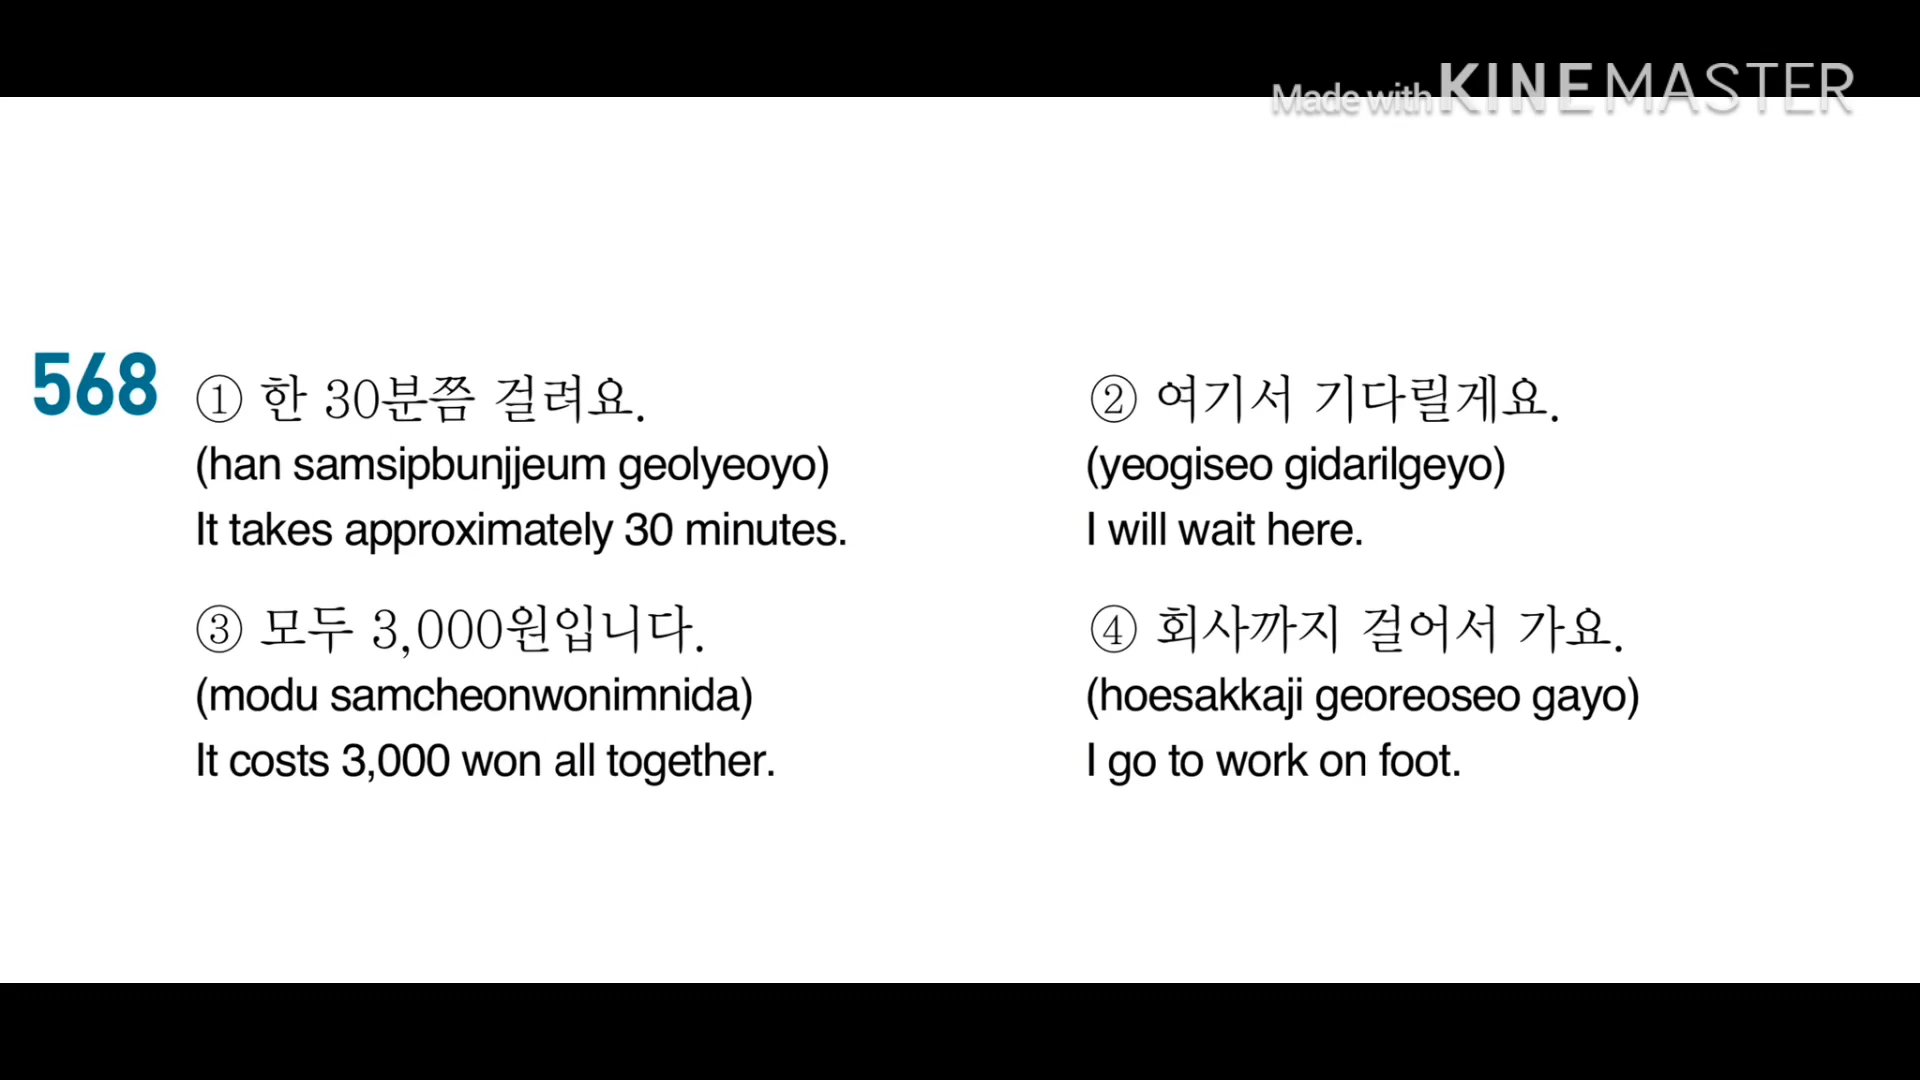 Made with KINEMASTER
568
① 한 30분쯤 걸려요.
(han samsipbunjjeum geolyeoyo)
It takes approximately 30 minutes.
② 여기서 기다릴게요.
(yeogiseo gidarilgeyo)
I will wait here.
③ 모두 3,000원입니다.
(modu samcheonwonimnida)
It costs 3,000 won all together.
④ 회사까지 걸어서 가요.
(hoesakkaji georeoseo gayo)
I go to work on foot.